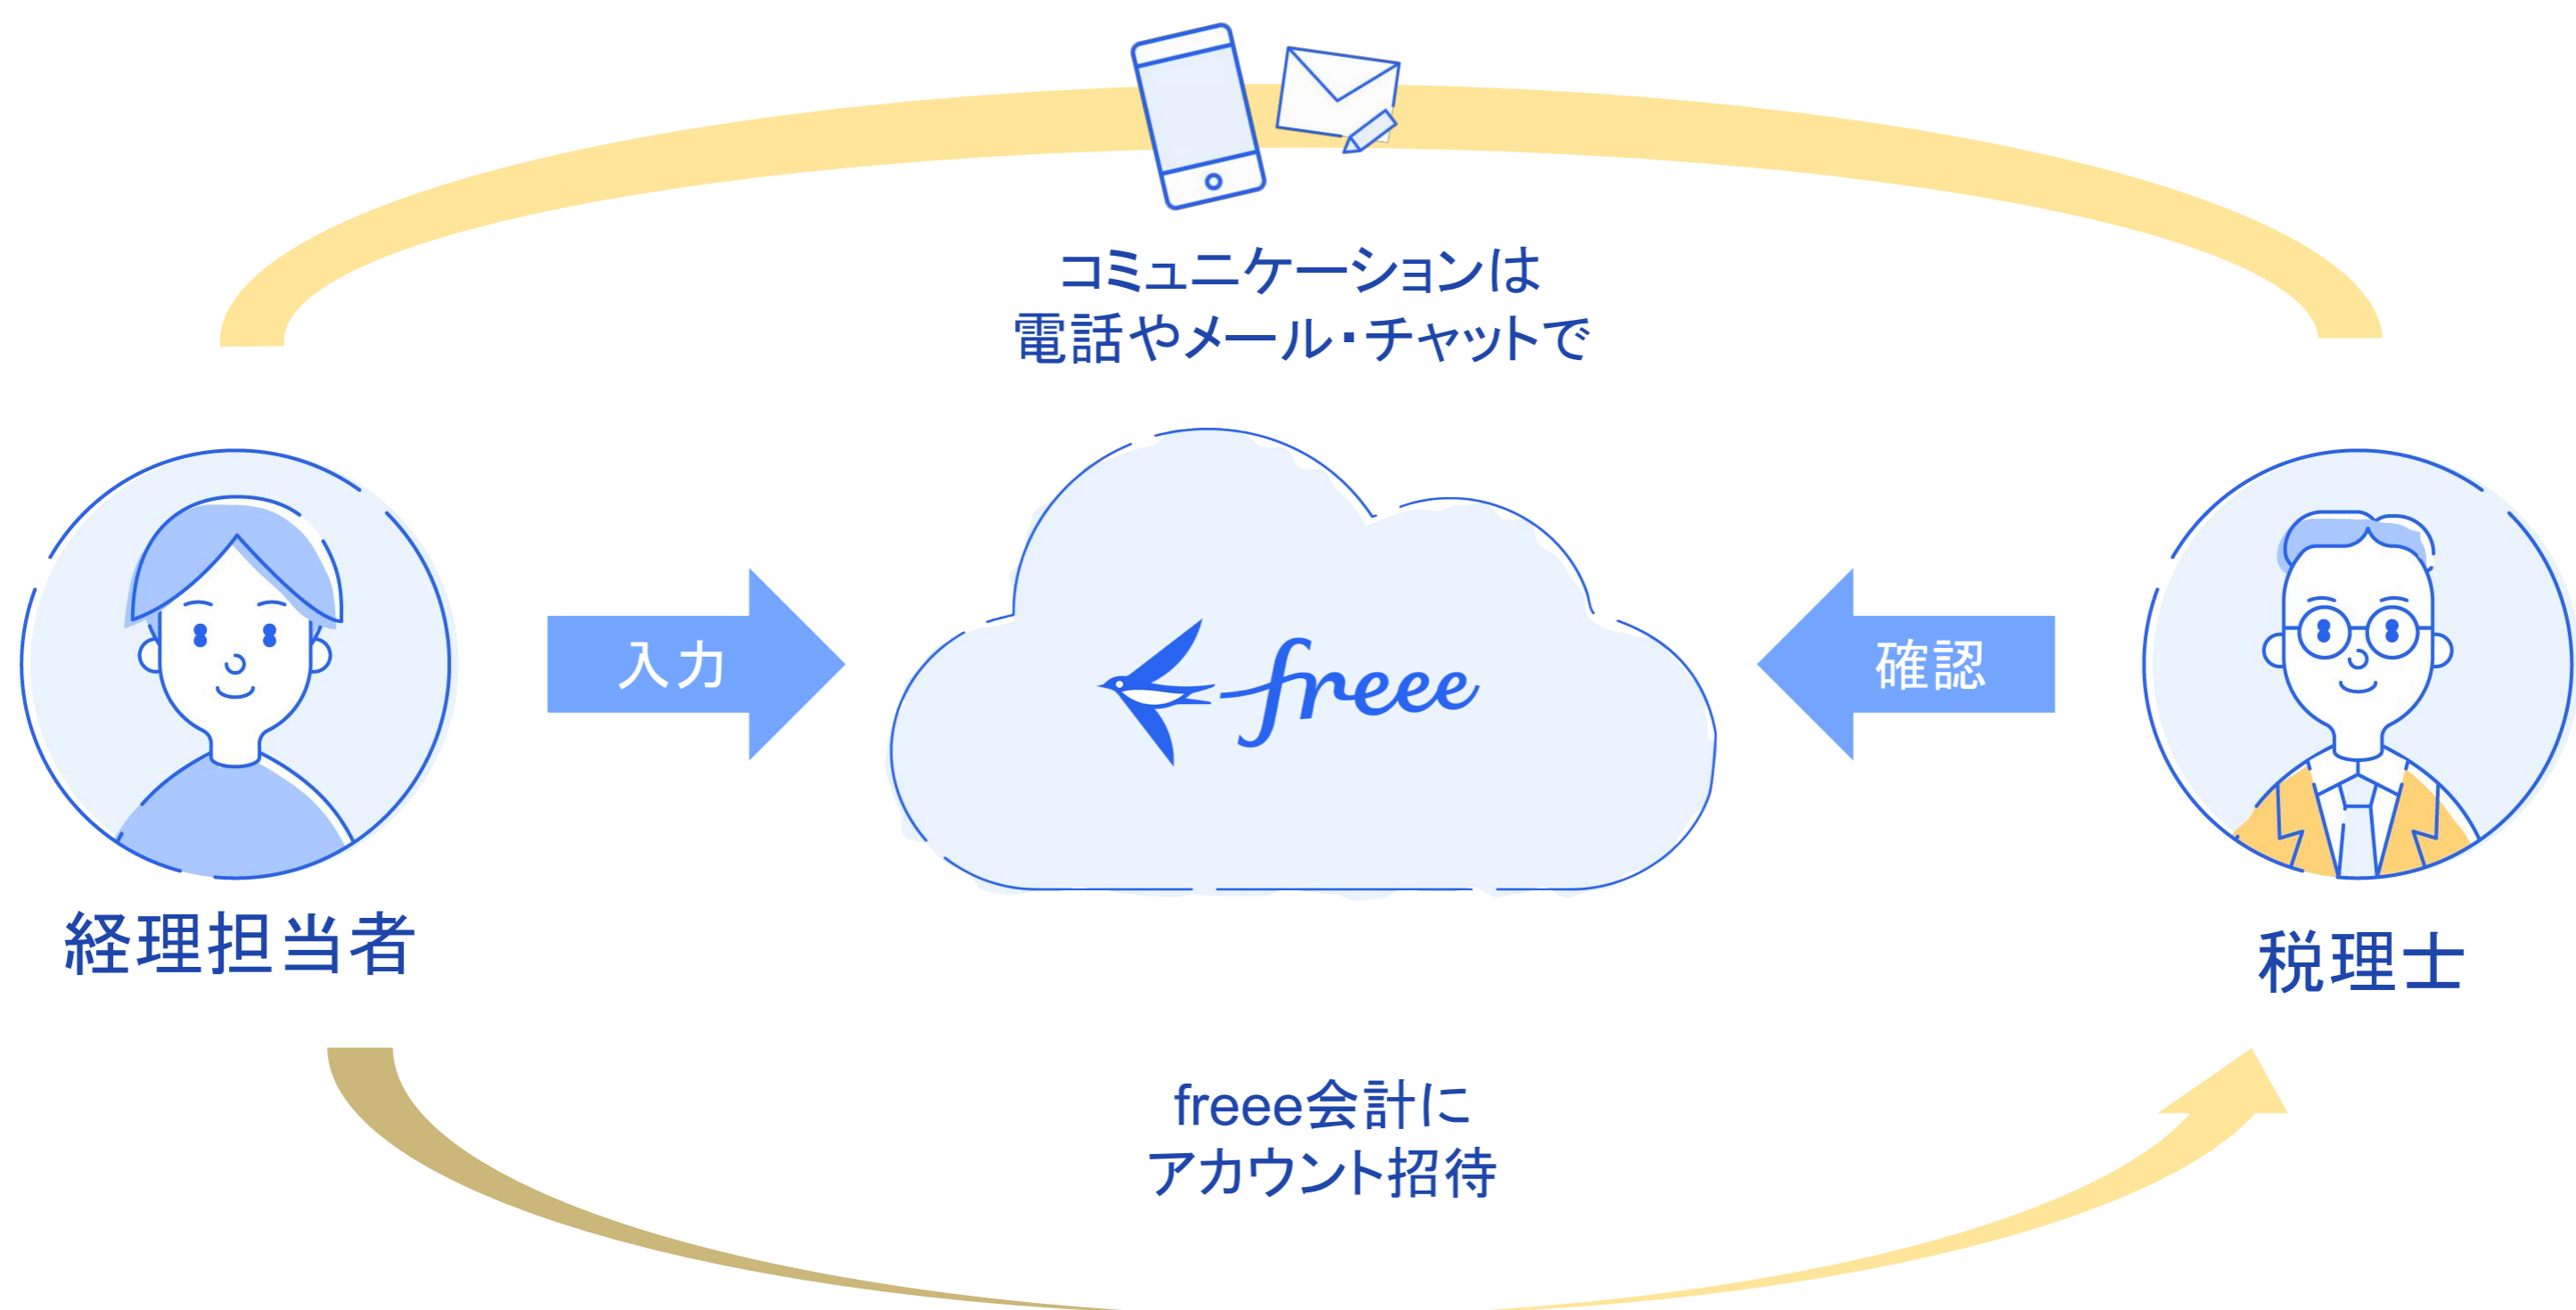 コミュニケーションは
電話やメール・チャットで
入力
freee
確認
経理担当者
税理士
freee会計に
アカウント招待